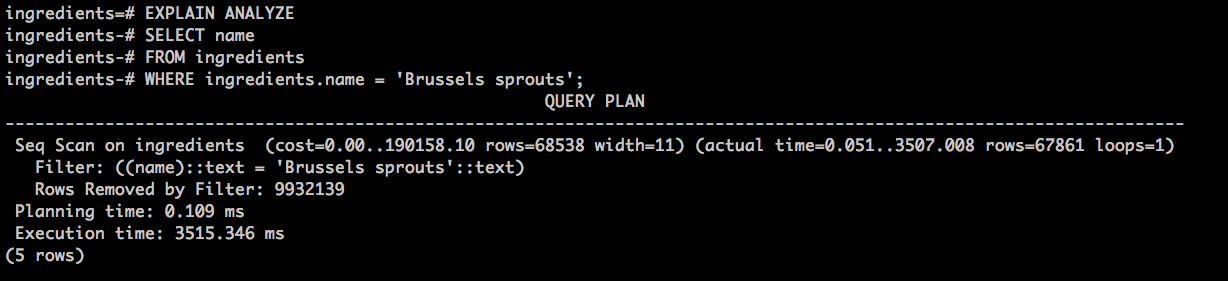 ingredients=# EXPLAIN ANALYZE
ingredients-# SELECT name
ingredients-# FROM ingredients
ingredients-# WHERE ingredients.name = 'Brussels sprouts';
QUERY PLAN
----------------------------------------------------------------------------------------------------------------------
Seq Scan on ingredients  (cost=0.00..190158.10 rows=68538 width=11) (actual time=0.051..3507.008 rows=67861 loops=1)
Filter: ((name)::text = 'Brussels sprouts'::text)
Rows Removed by Filter: 9932139
Planning time: 0.109 ms
Execution time: 3515.346 ms
(5 rows)